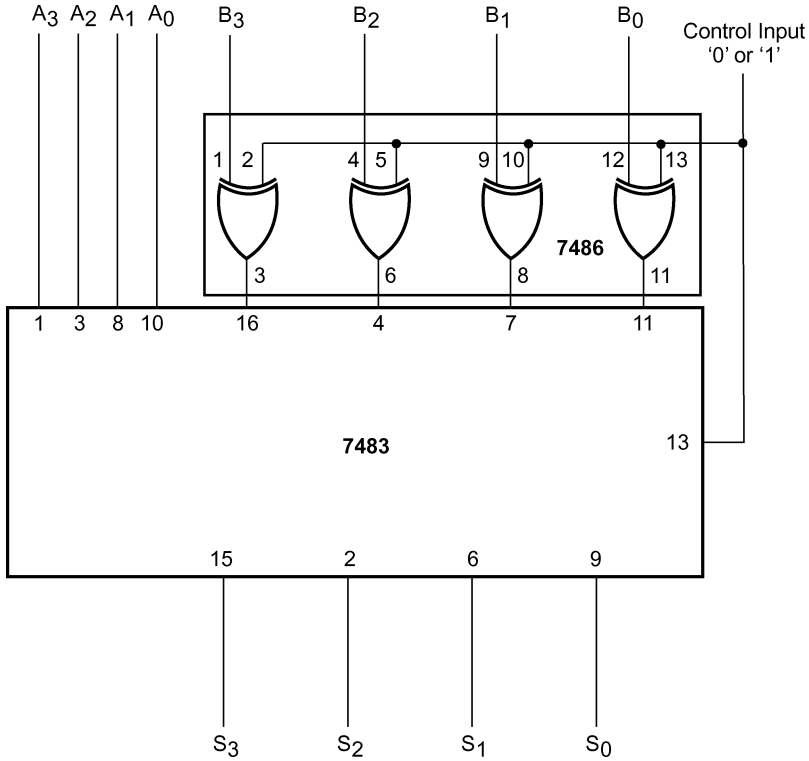 A3 A2 A1 A0 B3 B2 B1 B0
Control Input
‘0’ or ‘1’
1 2 4 5 9 10 12 13
7486
3 6 8 11
1 3 8 10 16 4 7 11
7483
13
15 2 6 9
S3 S2 S1 S0